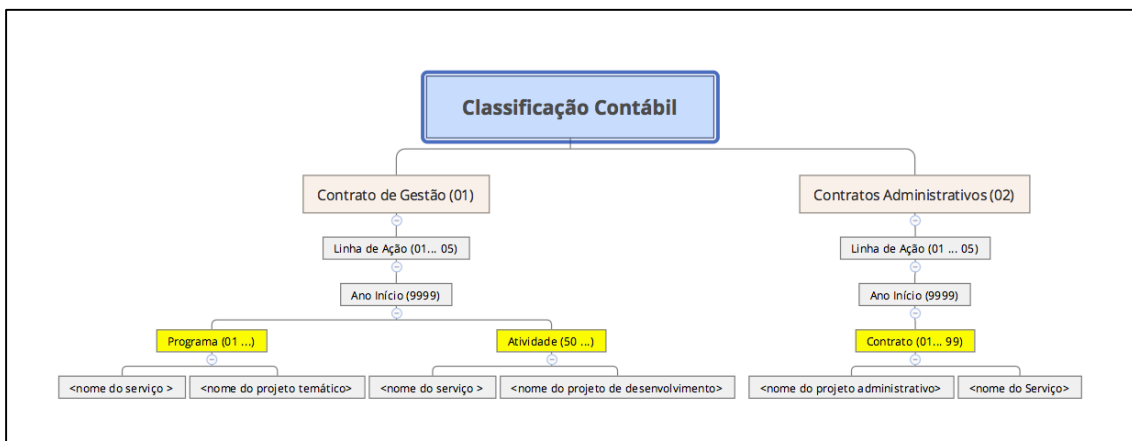 Classificação Contábil
Contrato de Gestão (01)
Contratos Administrativos (02)
Linha de Ação (01... 05)
Linha de Ação (01 ... 05)
Ano Início (9999)
Ano Início (9999)
Programa (01 ...)
Atividade (50 ...)
Contrato (01... 99)
<nome do serviço >
<nome do projeto temático>
<nome do serviço >
<nome do projeto de desenvolvimento>
<nome do projeto administrativo>
<nome do Serviço>